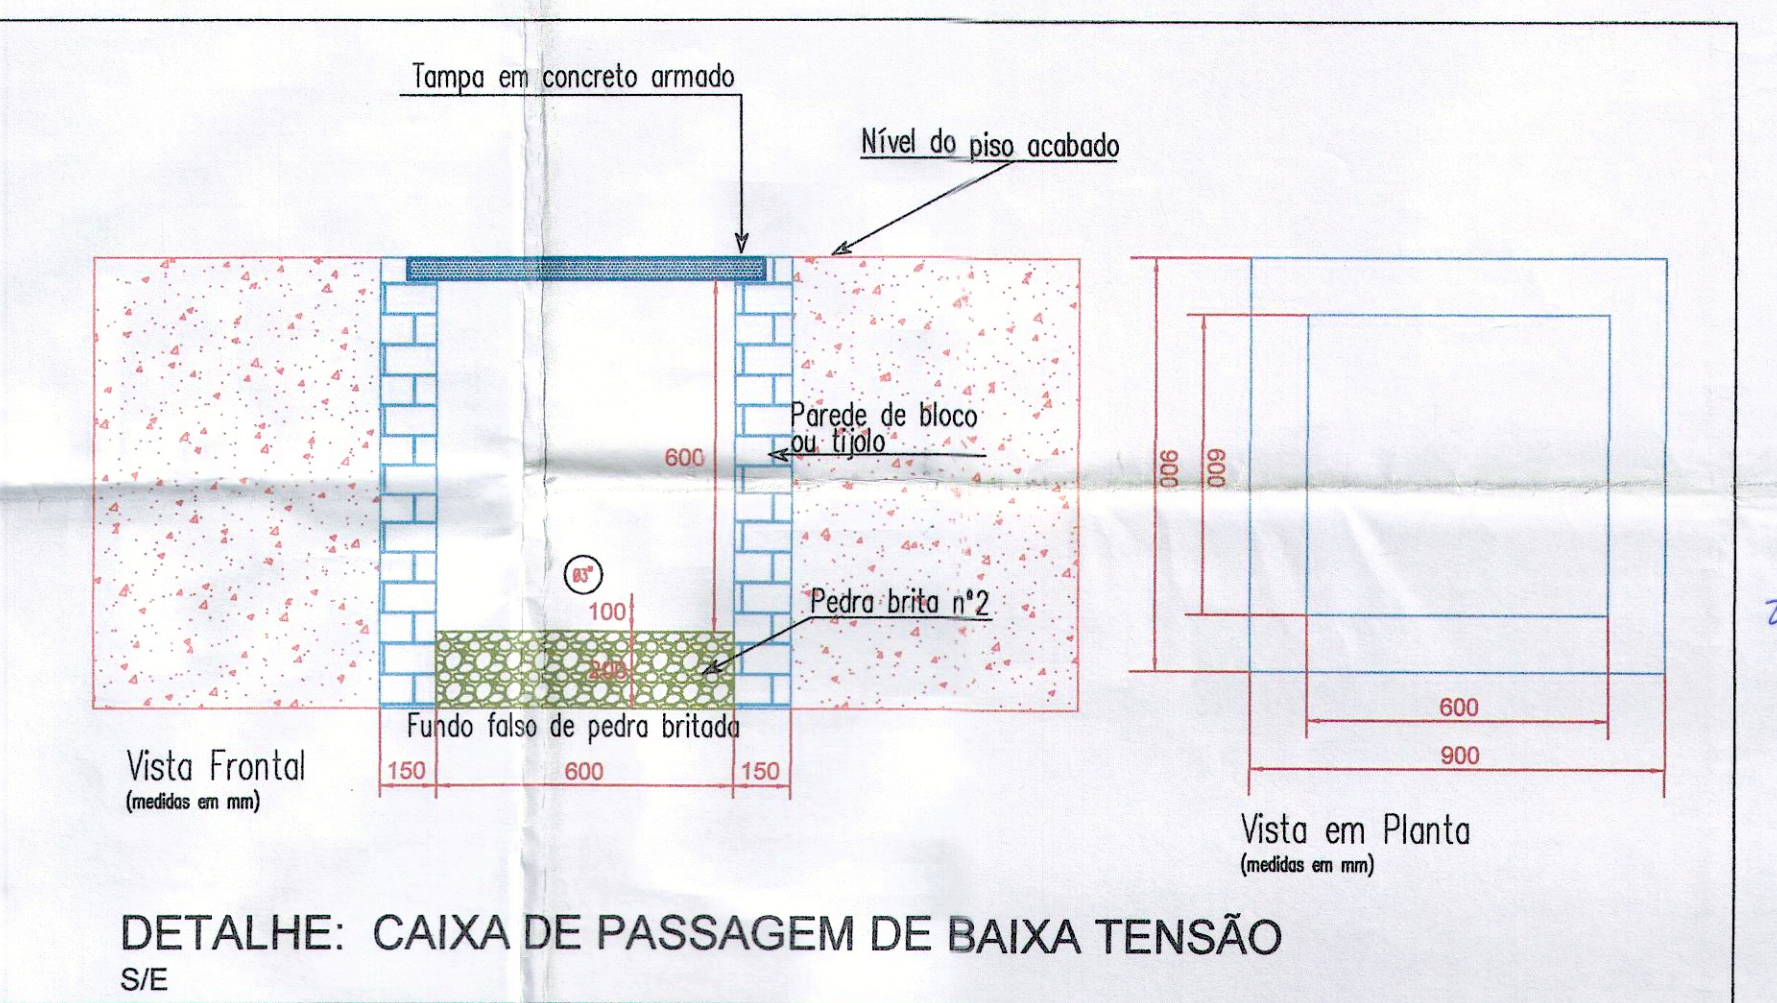 Tampa em concreto armado
Nível do piso acabado
Parede de bloco
ou tijolo
600
900
600
Ø3"
100
Pedra brita nº2
200
Fundo falso de pedra britada
150
600
150
600
900
Vista Frontal
(medidas em mm)
Vista em Planta
(medidas em mm)
DETALHE: CAIXA DE PASSAGEM DE BAIXA TENSÃO
S/E